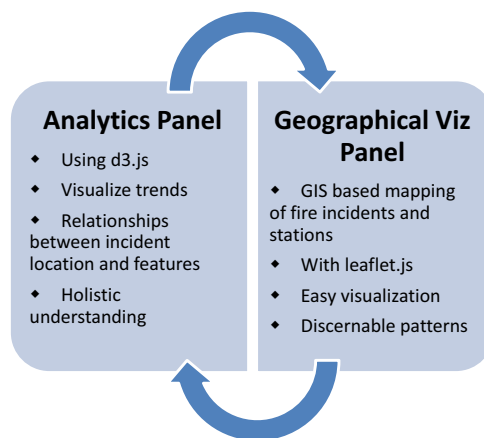 Analytics Panel
◆ Using d3.js
◆ Visualize trends
◆ Relationships
between incident
location and features
◆ Holistic
understanding
Geographical Viz
Panel
◆ GIS based mapping
of fire incidents and
stations
◆ With leaflet.js
◆ Easy visualization
◆ Discernable patterns